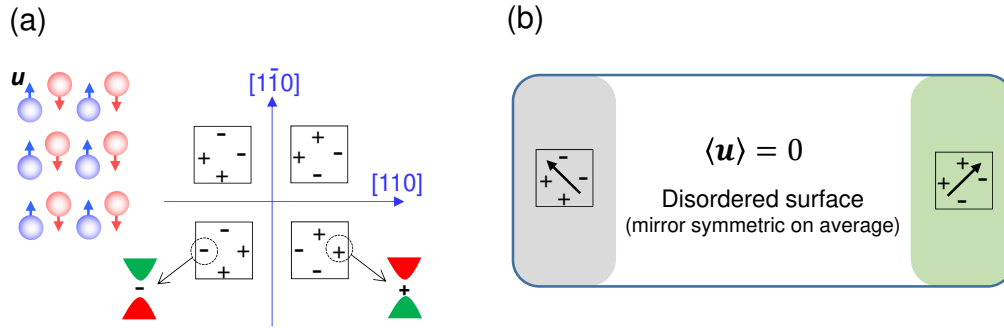 (a)
u
[11̄0]
- +
+ - + -
+ -
[110]
- +
- + - +
+ -
-
+
(b)
-
+ -
+
⟨u⟩ = 0
Disordered surface
(mirror symmetric on average)
+
+ -
-